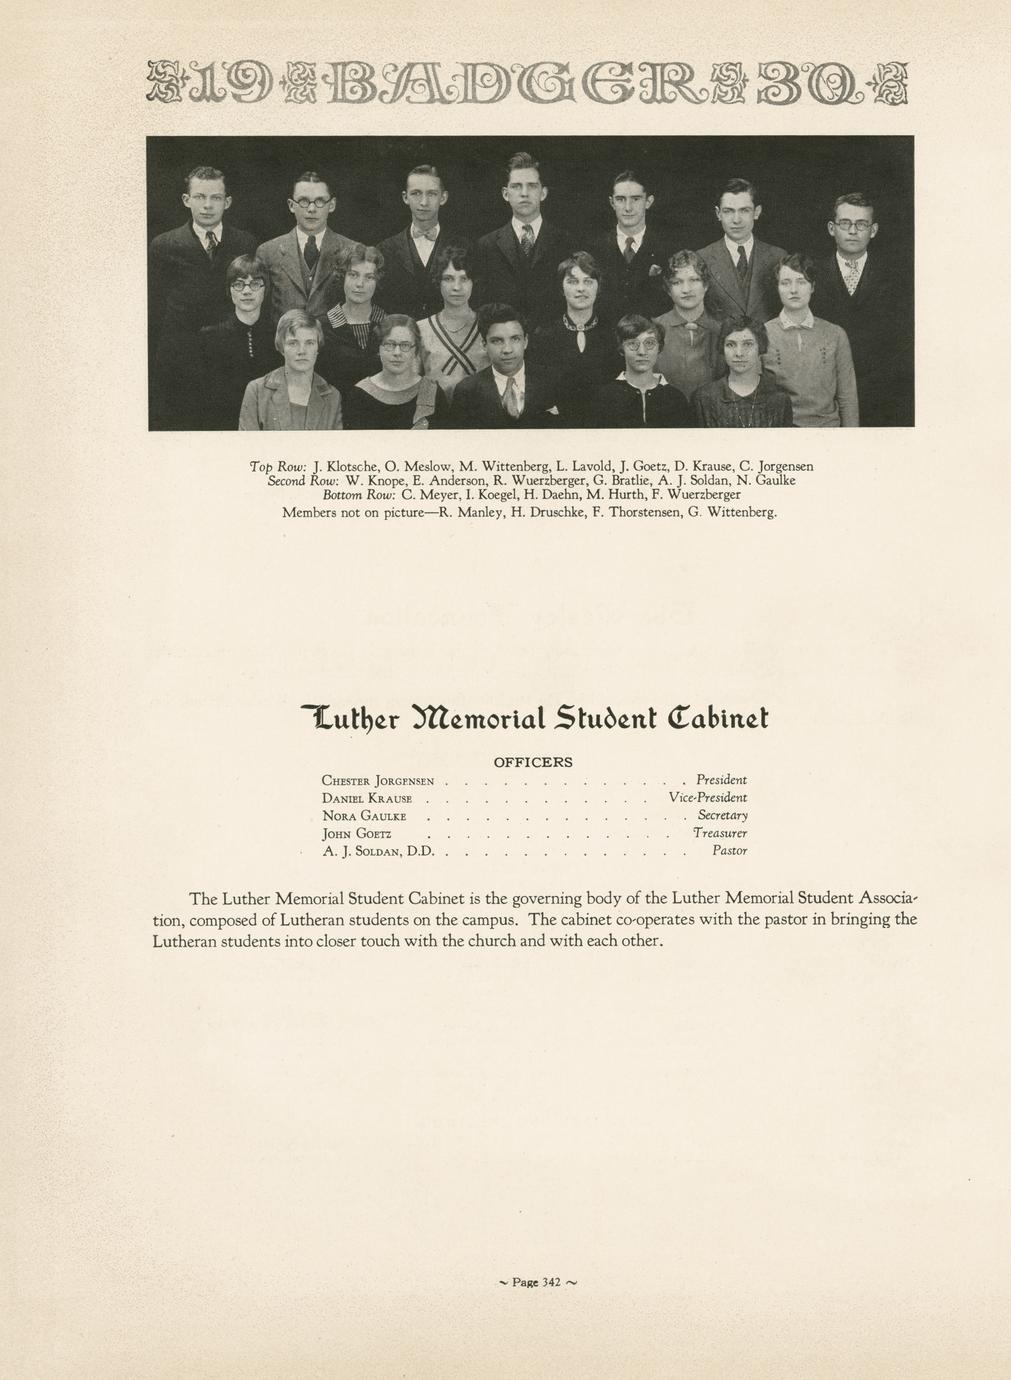 19 BADGER 30
Top Row: J. Klotsche, O. Meslow, M. Wittenberg, L. Lavold, J. Goetz, D. Krause, C. Jorgensen
Second Row: W. Knope, E. Anderson, R. Wuerzberger, G. Bratlie, A. J. Soldan, N. Gaulke
Bottom Row: C. Meyer, I. Koegel, H. Daehn, M. Hurth, F. Wuerzberger
Members not on picture—R. Manley, H. Druschke, F. Thorstensen, G. Wittenberg.
Luther Memorial Student Cabinet
OFFICERS
Chester Jorgensen . . . . . . . . . . . . . President
Daniel Krause . . . . . . . . . . . . Vice-President
Nora Gaulke . . . . . . . . . . . . . . Secretary
John Goetz . . . . . . . . . . . . . Treasurer
A. J. Soldan, D.D. . . . . . . . . . . . . . Pastor
The Luther Memorial Student Cabinet is the governing body of the Luther Memorial Student Associa-
tion, composed of Lutheran students on the campus. The cabinet co-operates with the pastor in bringing the
Lutheran students into closer touch with the church and with each other.
~ Page 342 ~